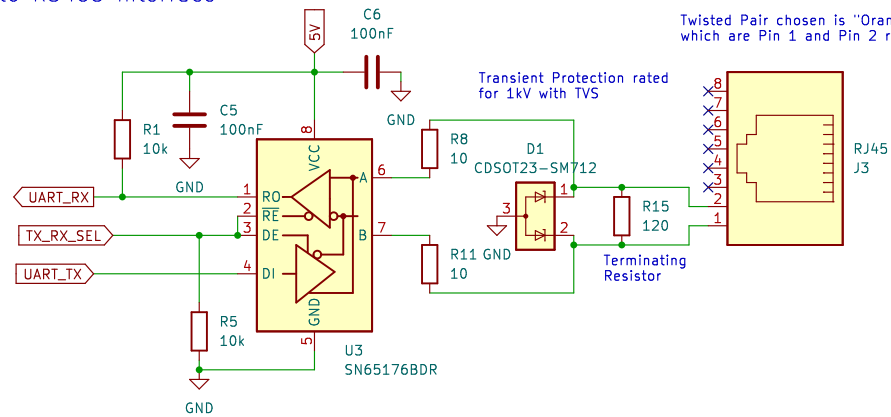 C6
100nF
5V
Twisted Pair chosen is "Oran
which are Pin 1 and Pin 2 r
Transient Protection rated
for 1kV with TVS
C5
100nF
R1
10k
GND
GND
8
VCC
R8
10
D1
CDSOT23-SM712
8
7
6
5
4
3
2
1
RJ45
J3
UART_RX
1
RO
A
6
2
RE
TX_RX_SEL
3
DE
B
7
UART_TX
4
DI
GND
5
3
1
2
GND
R15
120
R11
10
Terminating
Resistor
R5
10k
U3
SN65176BDR
GND